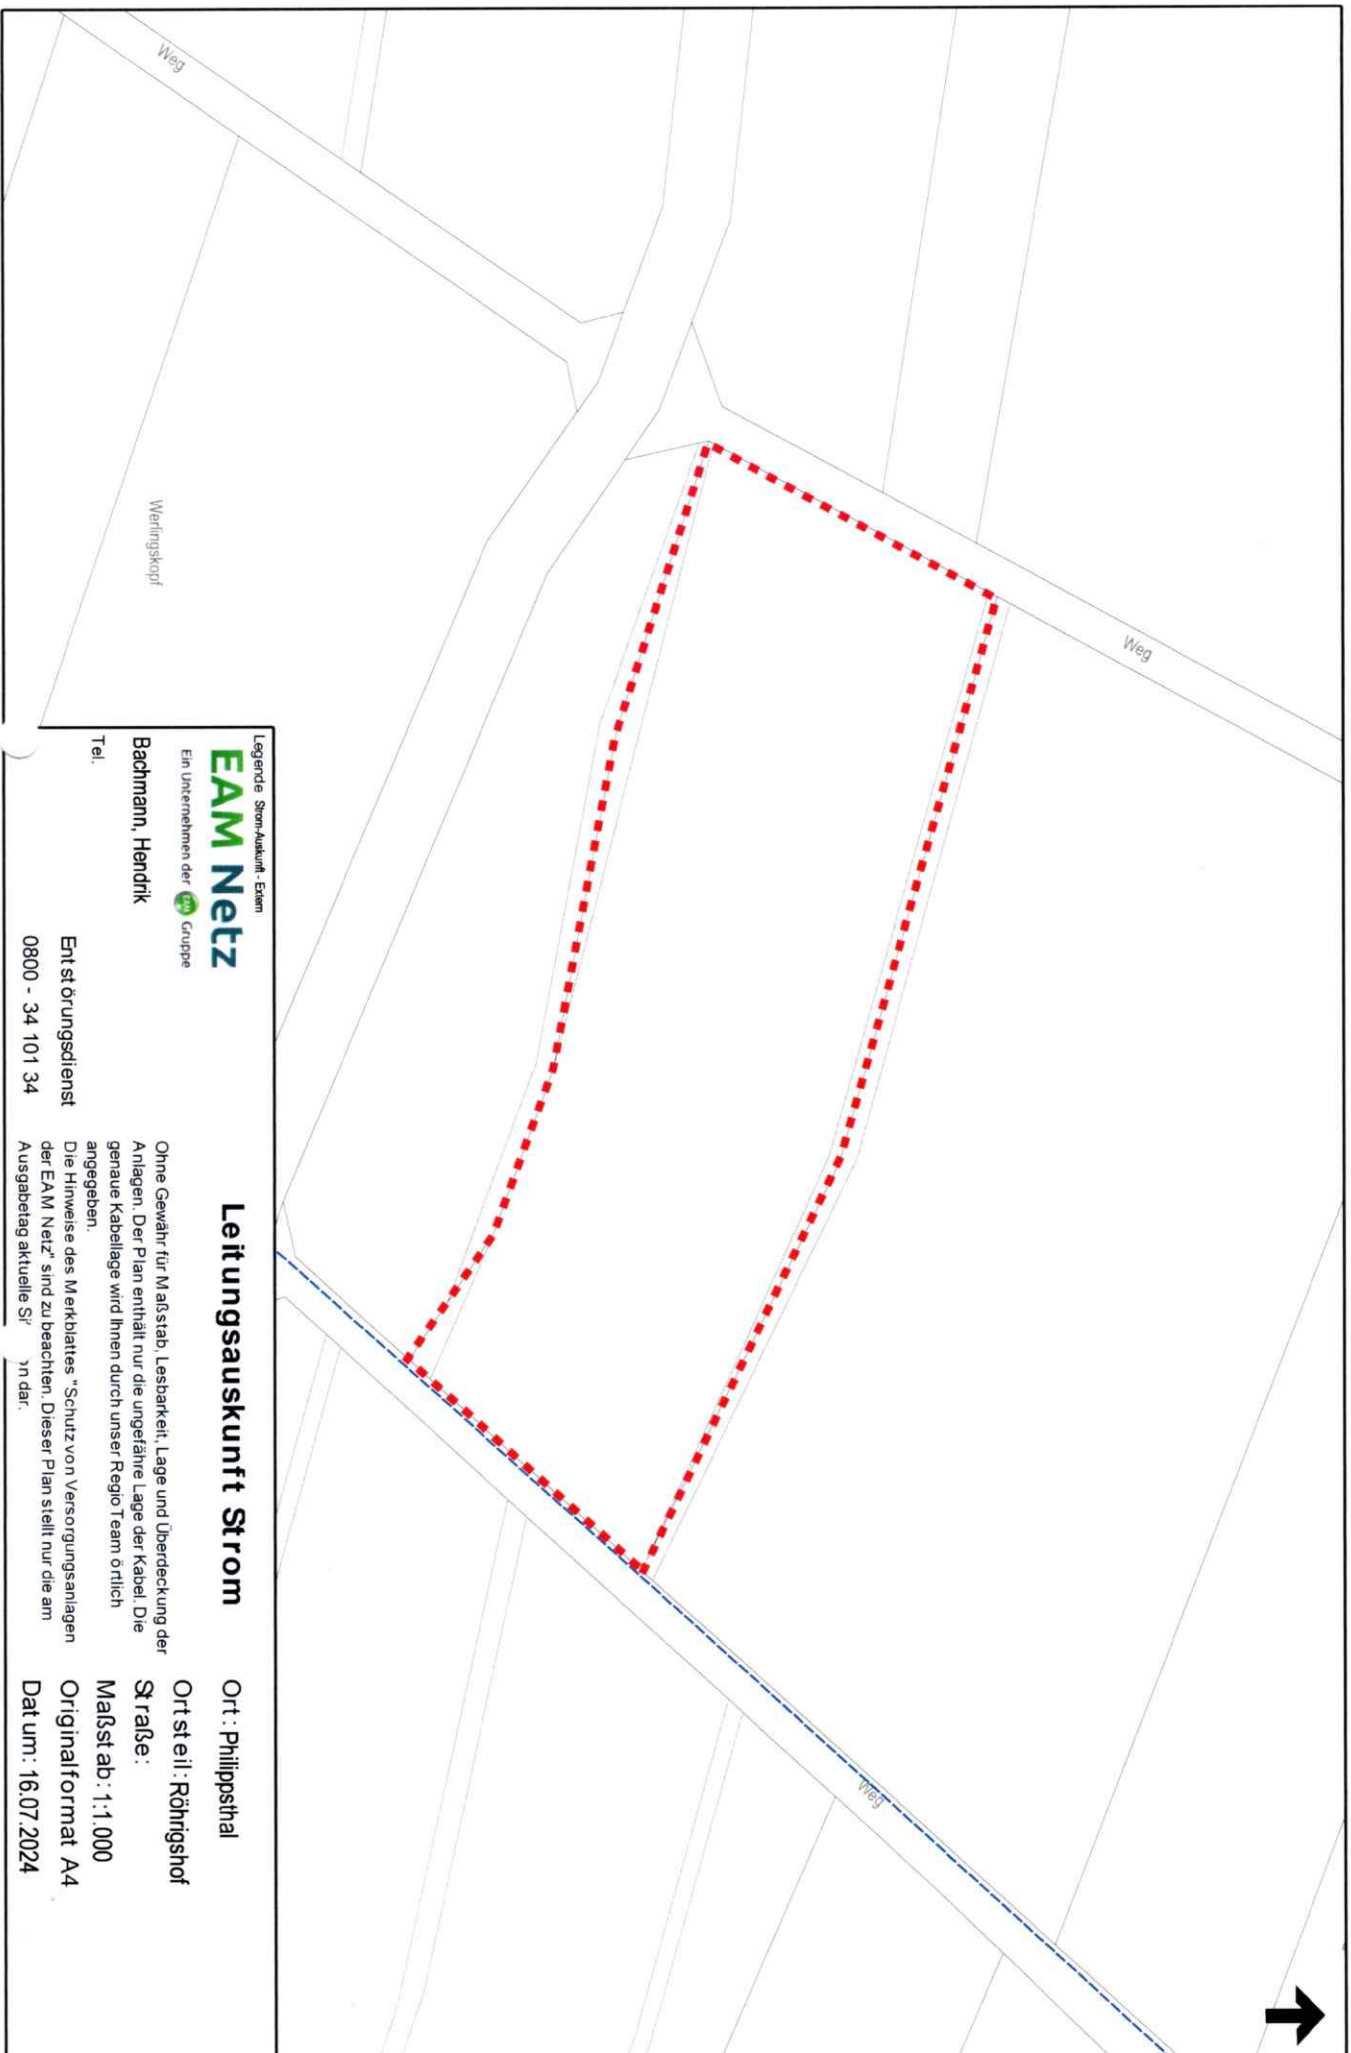 Weg
Weg
Weg
Werlingskopf
Legende Strom-Auskunft - Extern
EAM Netz
Ein Unternehmen der EAM Gruppe
Bachmann, Hendrik
Tel.
Entstörungsdienst
0800 - 34 101 34
Leitungsauskunft Strom
Ohne Gewähr für Maßstab, Lesbarkeit, Lage und Überdeckung der
Anlagen. Der Plan enthält nur die ungefähre Lage der Kabel. Die
genaue Kabellage wird Ihnen durch unser RegioTeam örtlich
angegeben.
Die Hinweise des Merkblattes "Schutz von Versorgungsanlagen
der EAM Netz" sind zu beachten. Dieser Plan stellt nur die am
Ausgabetag aktuelle dar.
Ort: Philippsthal
Ortsteil: Röhrigshof
Straße:
Maßstab: 1:1.000
Originalformat A4
Datum: 16.07.2024